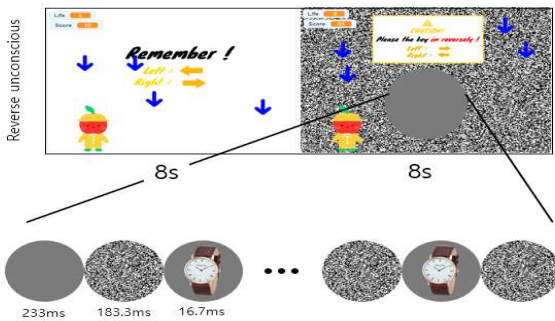 Reverse unconscious
Life
Score
Remember !
Left :
Right :
Life
Score
CAUTION!
Please the key in reversely !
Left :
Right :
8s
8s
233ms
183.3ms
16.7ms